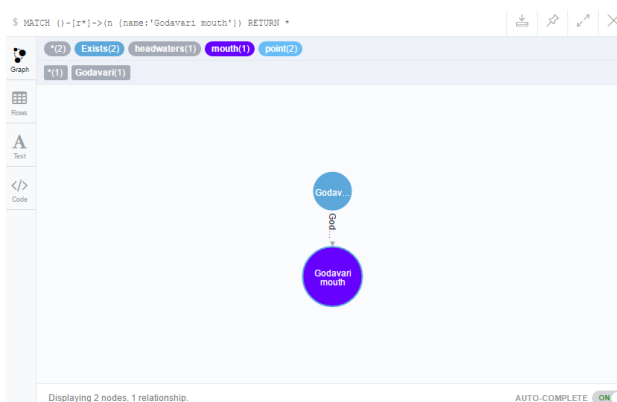 $ MATCH ()-[r*]->(n {name:'Godavari mouth'}) RETURN *
*(2) Exists(2) headwaters(1) mouth(1) point(2)
Graph
*(1) Godavari(1)
Rows
A
Text
</>
Code
Godav...
God...
Godavari
mouth
Displaying 2 nodes, 1 relationship.
AUTO-COMPLETE ON